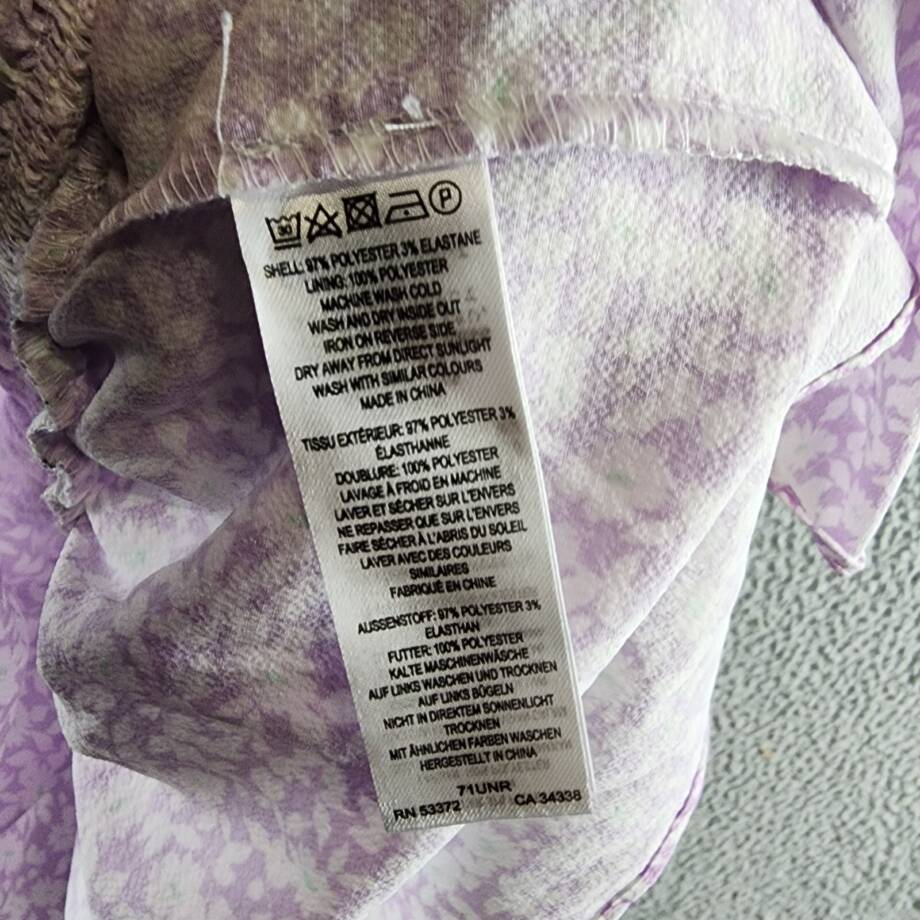 30 P
SHELL: 97% POLYESTER 3% ELASTANE
LINING: 100% POLYESTER
MACHINE WASH COLD
WASH AND DRY INSIDE OUT
IRON ON REVERSE SIDE
DRY AWAY FROM DIRECT SUNLIGHT
WASH WITH SIMILAR COLOURS
MADE IN CHINA
TISSU EXTÉRIEUR: 97% POLYESTER 3%
ÉLASTHANNE
DOUBLURE: 100% POLYESTER
LAVAGE À FROID EN MACHINE
LAVER ET SÉCHER SUR L'ENVERS
NE REPASSER QUE SUR L'ENVERS
FAIRE SÉCHER À L'ABRIS DU SOLEIL
LAVER AVEC DES COULEURS
SIMILAIRES
FABRIQUÉ EN CHINE
AUSSENSTOFF: 97% POLYESTER 3%
ELASTHAN
FUTTER: 100% POLYESTER
KALTE MASCHINENWÄSCHE
AUF LINKS WASCHEN UND TROCKNEN
AUF LINKS BÜGELN
NICHT IN DIREKTEM SONNENLICHT
TROCKNEN
MIT ÄHNLICHEN FARBEN WASCHEN
HERGESTELLT IN CHINA
71UNR
RN 53372 CA 34338